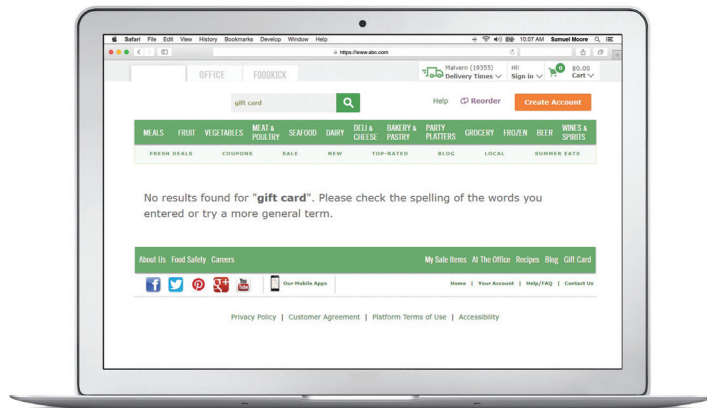 Safari File Edit View History Bookmarks Develop Window Help 10:07 AM Samuel Moore
https://www.abc.com
OFFICE FOODKICK Malvern (19355) Hi! $0.00
Delivery Times Sign in 0 Cart
gift card Help Reorder Create Account
MEALS FRUIT VEGETABLES MEAT & POULTRY SEAFOOD DAIRY DELI & CHEESE BAKERY & PASTRY PARTY PLATTERS GROCERY FROZEN BEER WINES & SPIRITS
FRESH DEALS COUPONS SALE NEW TOP-RATED BLOG LOCAL SUMMER EATS
No results found for "gift card". Please check the spelling of the words you
entered or try a more general term.
About Us Food Safety Careers My Sale Items At The Office Recipes Blog Gift Card
f P g+ You Tube Our Mobile Apps Home | Your Account | Help/FAQ | Contact Us
Privacy Policy | Customer Agreement | Platform Terms of Use | Accessibility